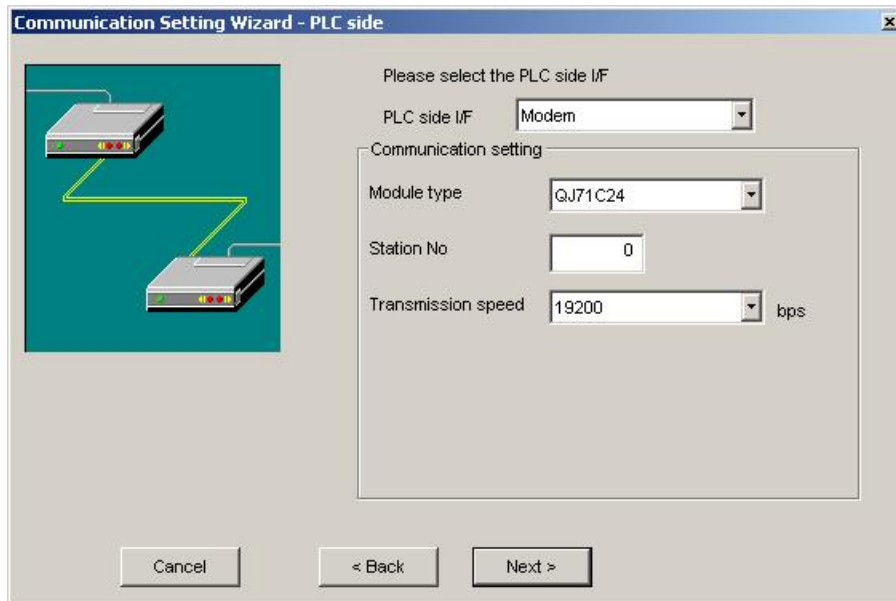 Communication Setting Wizard - PLC side
Please select the PLC side I/F
PLC side I/F Modem
Communication setting
Module type QJ71C24
Station No 0
Transmission speed 19200 bps
Cancel < Back Next >